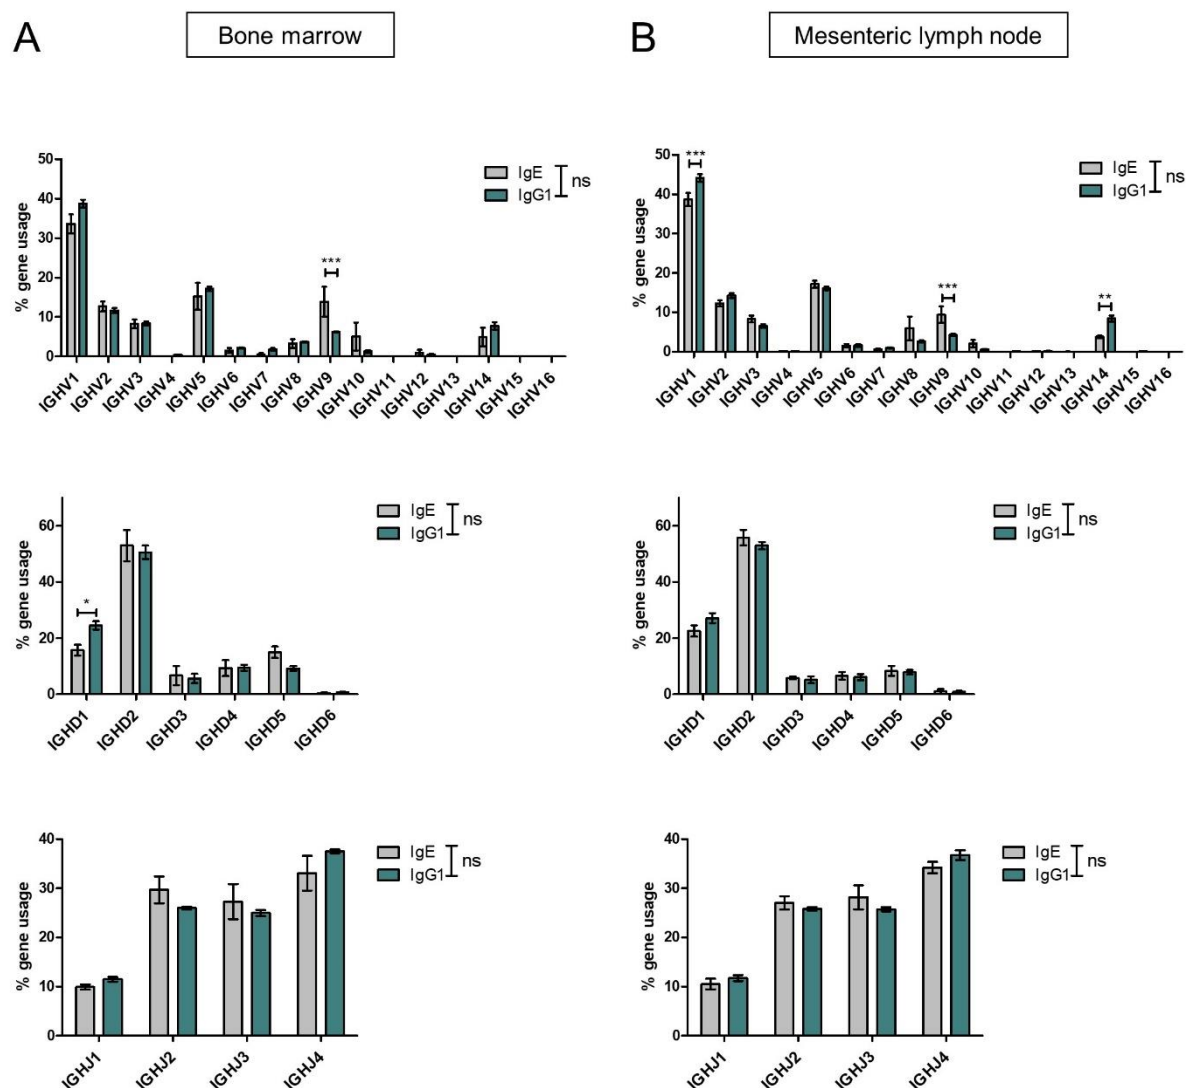 A
Bone marrow
B
Mesenteric lymph node
% gene usage
50
40
30
20
10
0
***
IgE
IgG1
ns
IGHV1
IGHV2
IGHV3
IGHV4
IGHV5
IGHV6
IGHV7
IGHV8
IGHV9
IGHV10
IGHV11
IGHV12
IGHV13
IGHV14
IGHV15
IGHV16
% gene usage
50
40
30
20
10
0
***
***
**
IgE
IgG1
ns
IGHV1
IGHV2
IGHV3
IGHV4
IGHV5
IGHV6
IGHV7
IGHV8
IGHV9
IGHV10
IGHV11
IGHV12
IGHV13
IGHV14
IGHV15
IGHV16
% gene usage
60
40
20
0
*
IgE
IgG1
ns
IGHD1
IGHD2
IGHD3
IGHD4
IGHD5
IGHD6
% gene usage
60
40
20
0
IgE
IgG1
ns
IGHD1
IGHD2
IGHD3
IGHD4
IGHD5
IGHD6
% gene usage
40
30
20
10
0
IgE
IgG1
ns
IGHJ1
IGHJ2
IGHJ3
IGHJ4
% gene usage
40
30
20
10
0
IgE
IgG1
ns
IGHJ1
IGHJ2
IGHJ3
IGHJ4